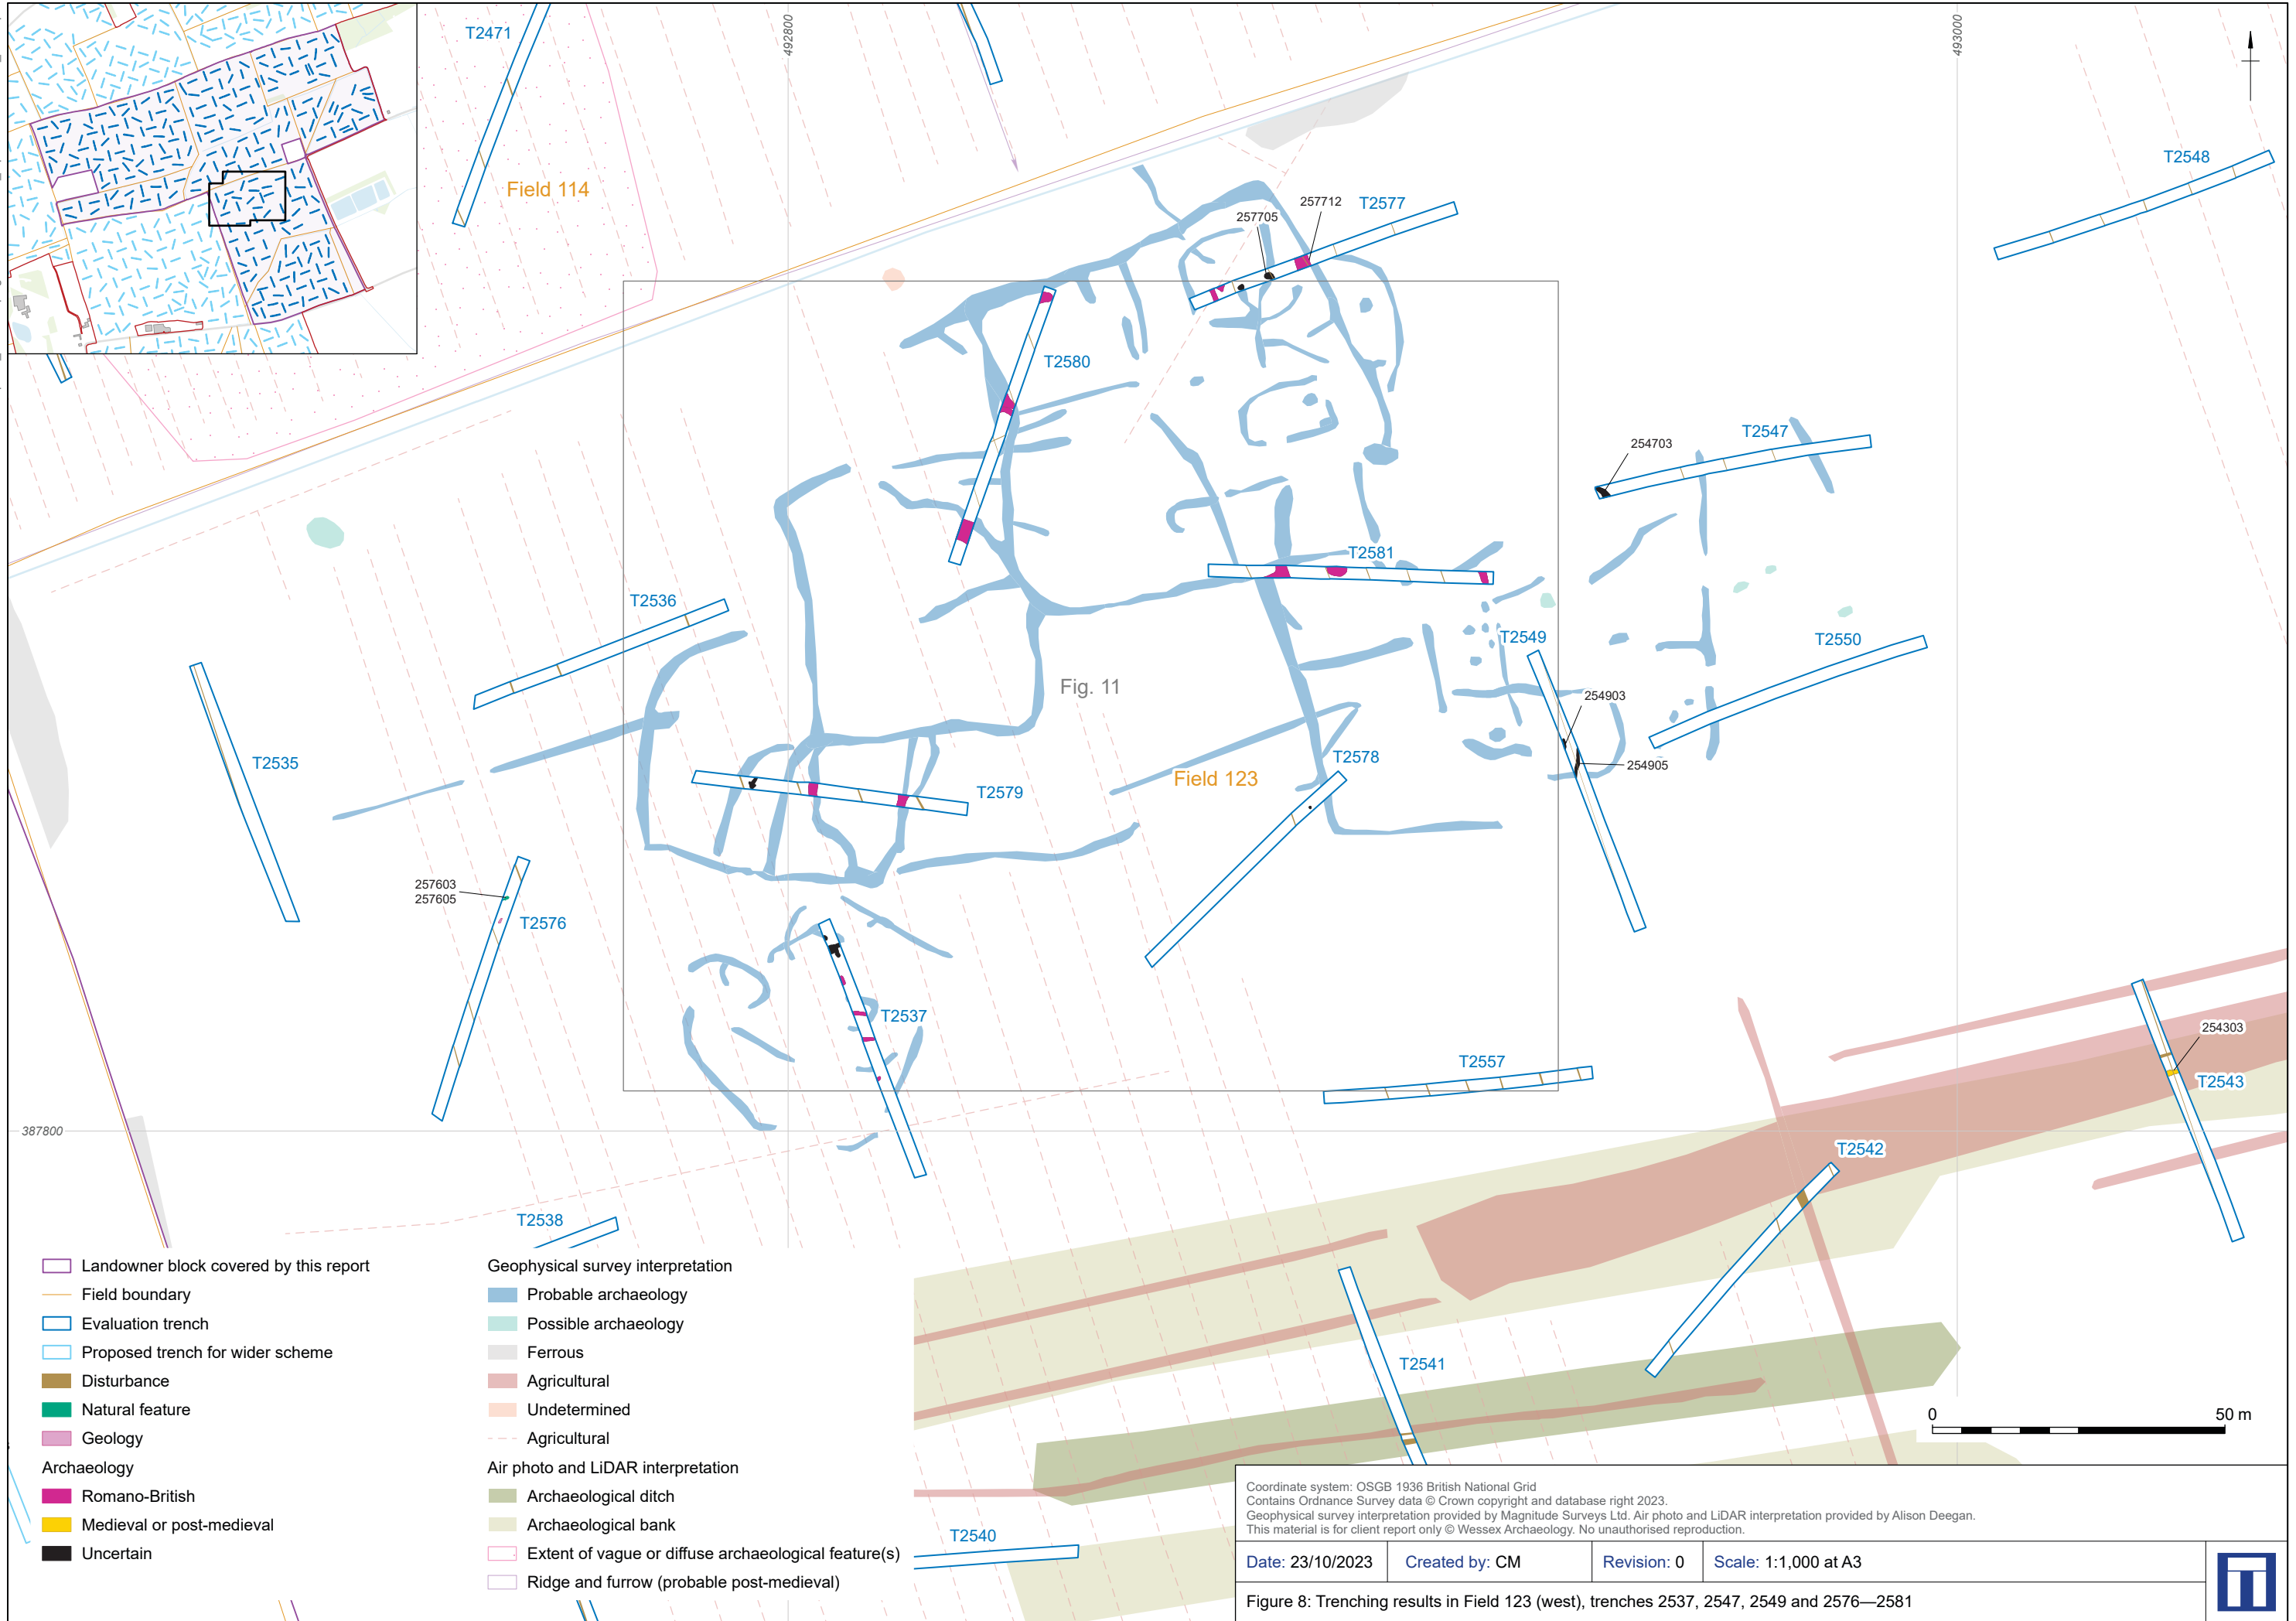 T2471
492800
493000
Field 114
T2548
257712
T2577
257705
T2580
T2547
254703
T2581
T2536
T2549
T2550
Fig. 11
254903
T2535
T2578
Field 123
254905
T2579
257603
257605
T2576
T2537
254303
T2557
T2543
387800
T2542
T2538
T2541
T2540
Landowner block covered by this report
Field boundary
Evaluation trench
Proposed trench for wider scheme
Disturbance
Natural feature
Geology
Archaeology
Romano-British
Medieval or post-medieval
Uncertain
Geophysical survey interpretation
Probable archaeology
Possible archaeology
Ferrous
Agricultural
Undetermined
Agricultural
Air photo and LiDAR interpretation
Archaeological ditch
Archaeological bank
Extent of vague or diffuse archaeological feature(s)
Ridge and furrow (probable post-medieval)
0 50 m
Coordinate system: OSGB 1936 British National Grid
Contains Ordnance Survey data © Crown copyright and database right 2023.
Geophysical survey interpretation provided by Magnitude Surveys Ltd. Air photo and LiDAR interpretation provided by Alison Deegan.
This material is for client report only © Wessex Archaeology. No unauthorised reproduction.
Date: 23/10/2023 Created by: CM Revision: 0 Scale: 1:1,000 at A3
Figure 8: Trenching results in Field 123 (west), trenches 2537, 2547, 2549 and 2576—2581